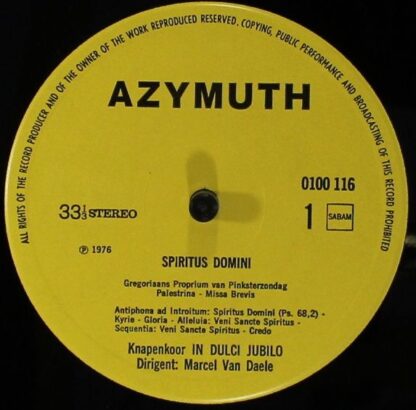 ALL RIGHTS OF THE RECORD PRODUCER AND OF THE OWNER OF THE WORK REPRODUCED RESERVED, COPYING, PUBLIC PERFORMANCE AND BROADCASTING OF THIS RECORD PROHIBITED
AZYMUTH
0100 116
33 1/3 STEREO
1 SABAM
℗ 1976
SPIRITUS DOMINI
Gregoriaans Proprium van Pinksterzondag
Palestrina - Missa Brevis
Antiphona ad Introitum: Spiritus Domini (Ps. 68,2) -
Kyrie - Gloria - Alleluia: Veni Sancte Spiritus -
Sequentia: Veni Sancte Spiritus - Credo
Knapenkoor IN DULCI JUBILO
Dirigent: Marcel Van Daele